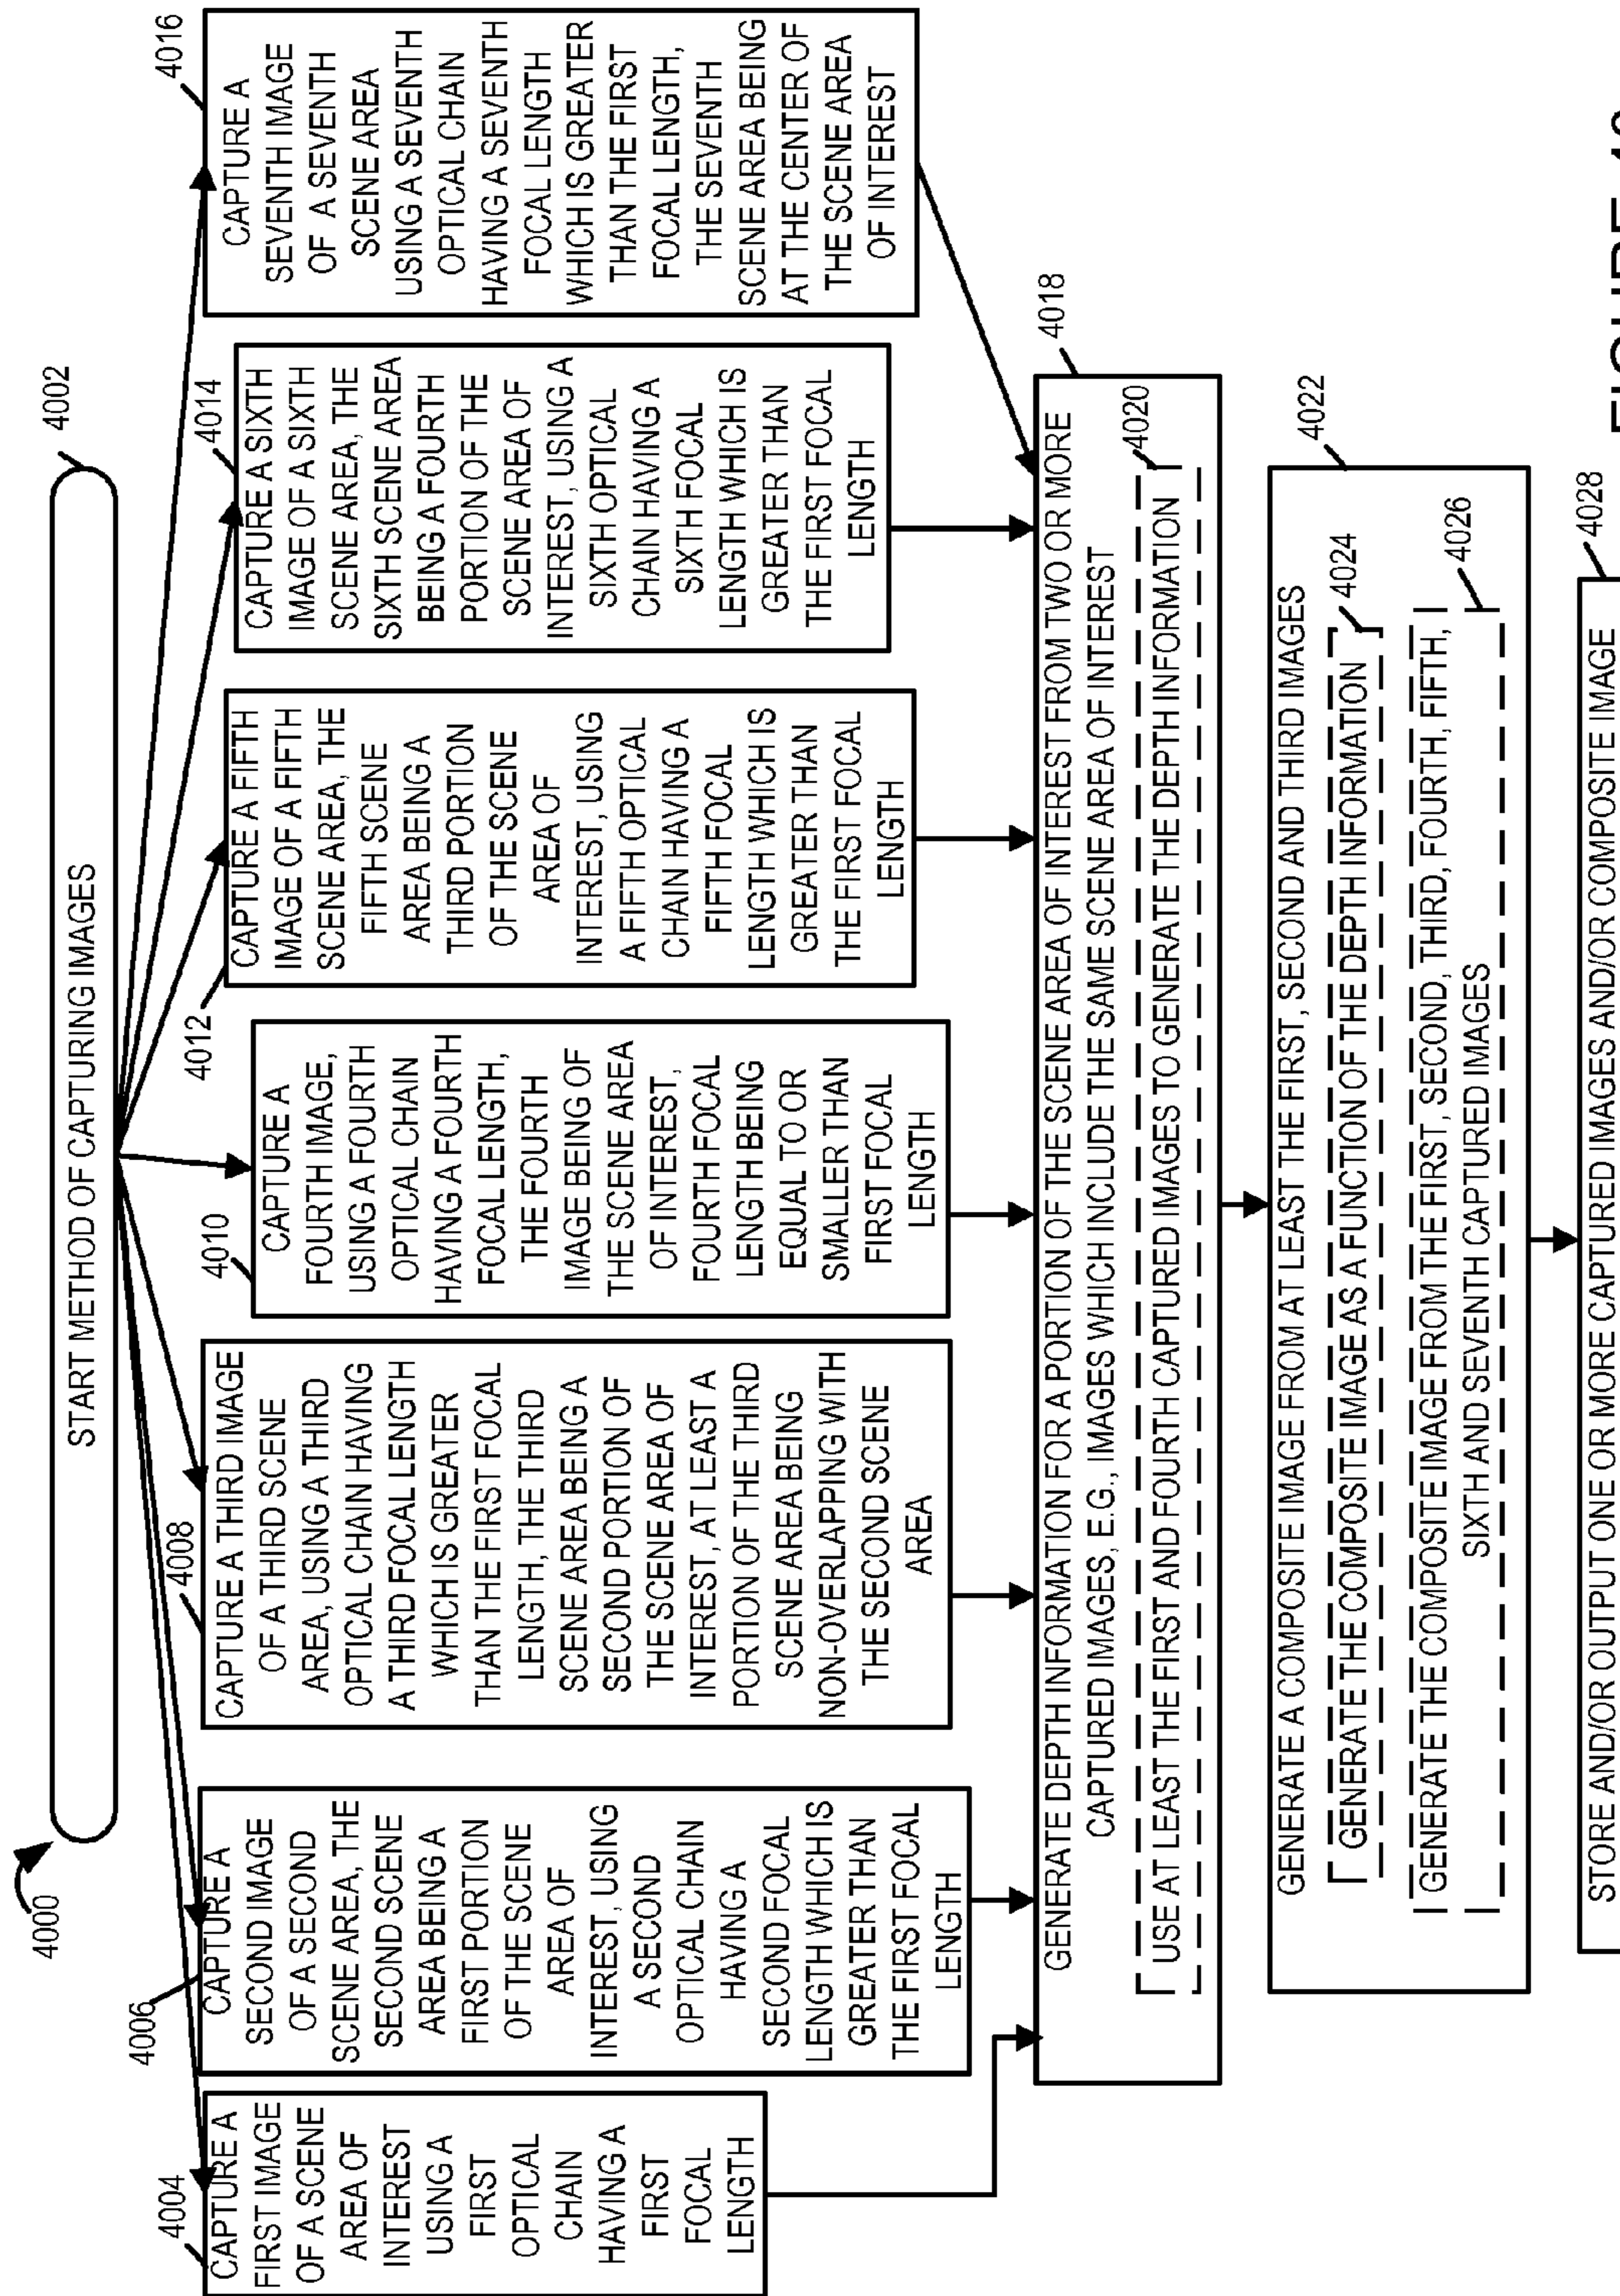 4000
START METHOD OF CAPTURING IMAGES
4002
4004
CAPTURE A
FIRST IMAGE
OF A SCENE
AREA OF
INTEREST
USING A
FIRST
OPTICAL
CHAIN
HAVING A
FIRST
FOCAL
LENGTH
4006
CAPTURE A
SECOND IMAGE
OF A SECOND
SCENE AREA, THE
SECOND SCENE
AREA BEING A
FIRST PORTION
OF THE SCENE
AREA OF
INTEREST, USING
A SECOND
OPTICAL CHAIN
HAVING A
SECOND FOCAL
LENGTH WHICH IS
GREATER THAN
THE FIRST FOCAL
LENGTH
4008
CAPTURE A THIRD IMAGE
OF A THIRD SCENE
AREA, USING A THIRD
OPTICAL CHAIN HAVING
A THIRD FOCAL LENGTH
WHICH IS GREATER
THAN THE FIRST FOCAL
LENGTH, THE THIRD
SCENE AREA BEING A
SECOND PORTION OF
THE SCENE AREA OF
INTEREST, AT LEAST A
PORTION OF THE THIRD
SCENE AREA BEING
NON-OVERLAPPING WITH
THE SECOND SCENE
AREA
4010
CAPTURE A
FOURTH IMAGE,
USING A FOURTH
OPTICAL CHAIN
HAVING A FOURTH
FOCAL LENGTH,
THE FOURTH
IMAGE BEING OF
THE SCENE AREA
OF INTEREST,
FOURTH FOCAL
LENGTH BEING
EQUAL TO OR
SMALLER THAN
FIRST FOCAL
LENGTH
4012
CAPTURE A FIFTH
IMAGE OF A FIFTH
SCENE AREA, THE
FIFTH SCENE
AREA BEING A
THIRD PORTION
OF THE SCENE
AREA OF
INTEREST, USING
A FIFTH OPTICAL
CHAIN HAVING A
FIFTH FOCAL
LENGTH WHICH IS
GREATER THAN
THE FIRST FOCAL
LENGTH
4014
CAPTURE A SIXTH
IMAGE OF A SIXTH
SCENE AREA, THE
SIXTH SCENE AREA
BEING A FOURTH
PORTION OF THE
SCENE AREA OF
INTEREST, USING A
SIXTH OPTICAL
CHAIN HAVING A
SIXTH FOCAL
LENGTH WHICH IS
GREATER THAN
THE FIRST FOCAL
LENGTH
4016
CAPTURE A
SEVENTH IMAGE
OF A SEVENTH
SCENE AREA
USING A SEVENTH
OPTICAL CHAIN
HAVING A SEVENTH
FOCAL LENGTH
WHICH IS GREATER
THAN THE FIRST
FOCAL LENGTH,
THE SEVENTH
SCENE AREA BEING
AT THE CENTER OF
THE SCENE AREA
OF INTEREST
4018
GENERATE DEPTH INFORMATION FOR A PORTION OF THE SCENE AREA OF INTEREST FROM TWO OR MORE
CAPTURED IMAGES, E.G., IMAGES WHICH INCLUDE THE SAME SCENE AREA OF INTEREST
4020
USE AT LEAST THE FIRST AND FOURTH CAPTURED IMAGES TO GENERATE THE DEPTH INFORMATION
4022
GENERATE A COMPOSITE IMAGE FROM AT LEAST THE FIRST, SECOND AND THIRD IMAGES
4024
GENERATE THE COMPOSITE IMAGE AS A FUNCTION OF THE DEPTH INFORMATION
4026
GENERATE THE COMPOSITE IMAGE FROM THE FIRST, SECOND, THIRD, FOURTH, FIFTH,
SIXTH AND SEVENTH CAPTURED IMAGES
4028
STORE AND/OR OUTPUT ONE OR MORE CAPTURED IMAGES AND/OR COMPOSITE IMAGE
FIGURE